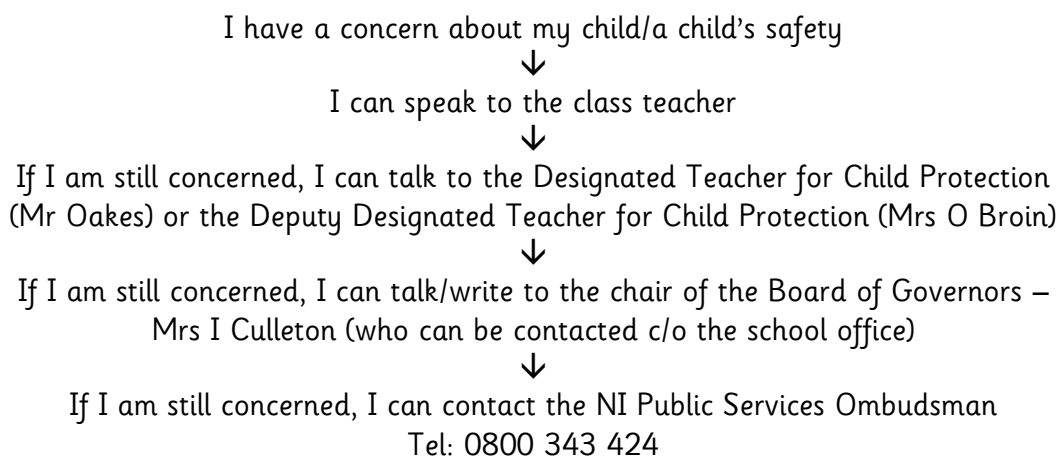 I have a concern about my child/a child's safety
↓
I can speak to the class teacher
↓
If I am still concerned, I can talk to the Designated Teacher for Child Protection
(Mr Oakes) or the Deputy Designated Teacher for Child Protection (Mrs O Broin)
↓
If I am still concerned, I can talk/write to the chair of the Board of Governors –
Mrs I Culleton (who can be contacted c/o the school office)
↓
If I am still concerned, I can contact the NI Public Services Ombudsman
Tel: 0800 343 424